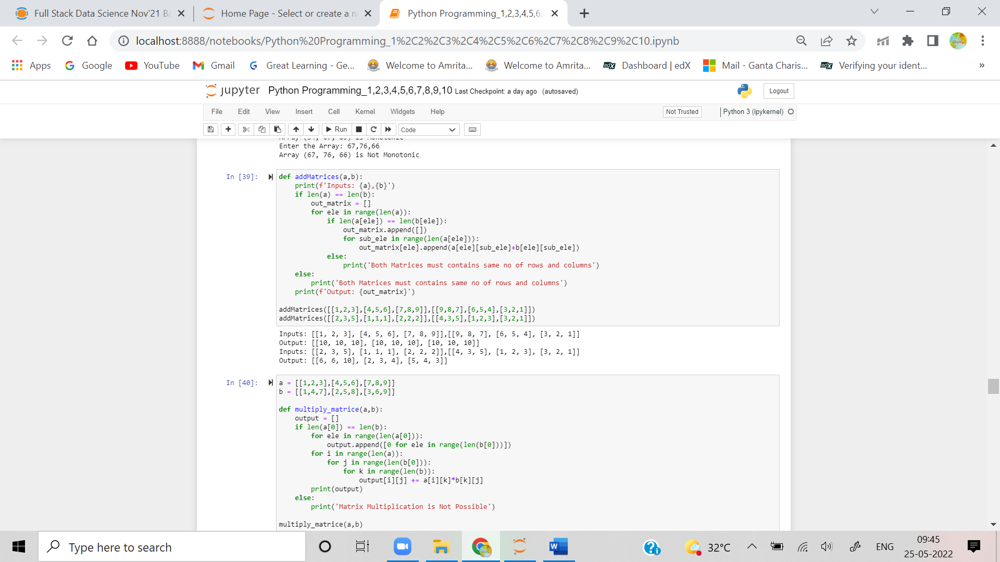 Full Stack Data Science Nov'21 Ba
Home Page - Select or create a n
Python Programming_1,2,3,4,5,6,
localhost:8888/notebooks/Python%20Programming_1%2C2%2C3%2C4%2C5%2C6%2C7%2C8%2C9%2C10.ipynb
Apps Google YouTube Gmail Great Learning - Ge... Welcome to Amrita... Welcome to Amrita... Dashboard | edX Mail - Ganta Charis... Verifying your ident... »
jupyter Python Programming_1,2,3,4,5,6,7,8,9,10 Last Checkpoint: a day ago (autosaved) Logout
File Edit View Insert Cell Kernel Widgets Help Not Trusted Python 3 (ipykernel)
Run Code
Enter the Array: 67,76,66
Array (67, 76, 66) is Not Monotonic
In [39]: def addMatrices(a,b):
    print(f'Inputs: {a},{b}')
    if len(a) == len(b):
        out_matrix = []
        for ele in range(len(a)):
            if len(a[ele]) == len(b[ele]):
                out_matrix.append([])
                for sub_ele in range(len(a[ele])):
                    out_matrix[ele].append(a[ele][sub_ele]+b[ele][sub_ele])
            else:
                print('Both Matrices must contains same no of rows and columns')
    else:
        print('Both Matrices must contains same no of rows and columns')
    print(f'Output: {out_matrix}')
addMatrices([[1,2,3],[4,5,6],[7,8,9]],[[9,8,7],[6,5,4],[3,2,1]])
addMatrices([[2,3,5],[1,1,1],[2,2,2]],[[4,3,5],[1,2,3],[3,2,1]])
Inputs: [[1, 2, 3], [4, 5, 6], [7, 8, 9]],[[9, 8, 7], [6, 5, 4], [3, 2, 1]]
Output: [[10, 10, 10], [10, 10, 10], [10, 10, 10]]
Inputs: [[2, 3, 5], [1, 1, 1], [2, 2, 2]],[[4, 3, 5], [1, 2, 3], [3, 2, 1]]
Output: [[6, 6, 10], [2, 3, 4], [5, 4, 3]]
In [40]: a = [[1,2,3],[4,5,6],[7,8,9]]
b = [[1,4,7],[2,5,8],[3,6,9]]
def multiply_matrice(a,b):
    output = []
    if len(a[0]) == len(b):
        for ele in range(len(a[0])):
            output.append([0 for ele in range(len(b[0]))])
        for i in range(len(a)):
            for j in range(len(b[0])):
                for k in range(len(b)):
                    output[i][j] += a[i][k]*b[k][j]
        print(output)
    else:
        print('Matrix Multiplication is Not Possible')
multiply_matrice(a,b)
Type here to search
32°C
ENG
09:45
25-05-2022